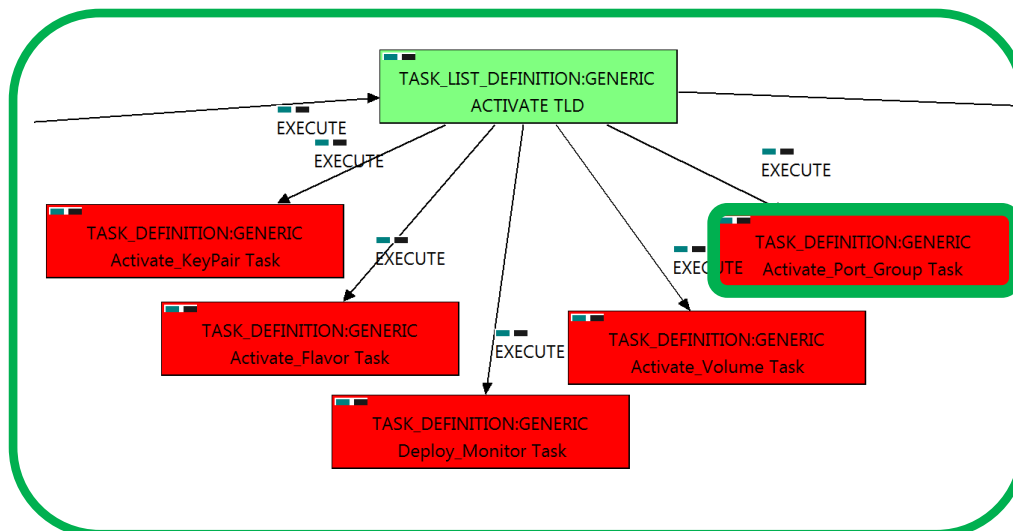 TASK_LIST_DEFINITION:GENERIC
ACTIVATE TLD
EXECUTE
EXECUTE
EXECUTE
TASK_DEFINITION:GENERIC
Activate_KeyPair Task
TASK_DEFINITION:GENERIC
Activate_Port_Group Task
EXECUTE
EXECUTE
TASK_DEFINITION:GENERIC
Activate_Flavor Task
TASK_DEFINITION:GENERIC
Activate_Volume Task
EXECUTE
TASK_DEFINITION:GENERIC
Deploy_Monitor Task